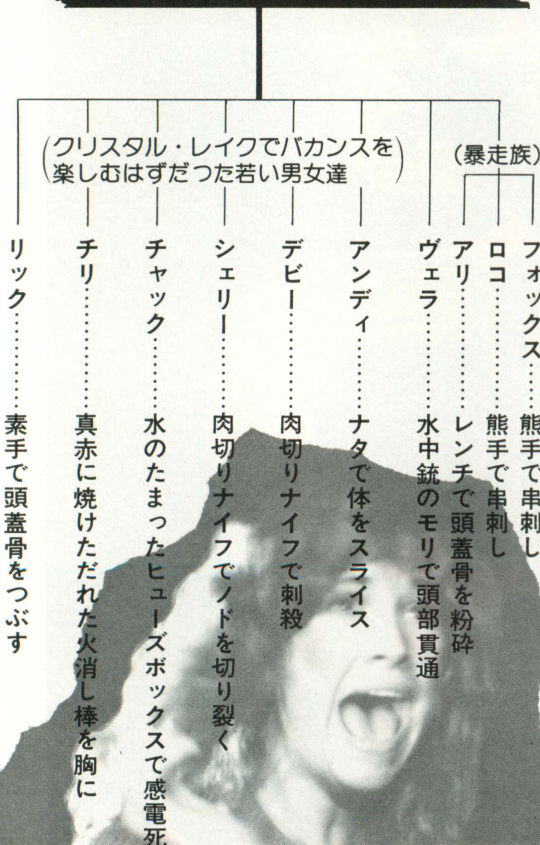 (暴走族)
フォックス……熊手で串刺し
ロコ…………熊手で串刺し
アリ…………レンチで頭蓋骨を粉砕
(クリスタル・レイクでバカンスを
楽しむはずだつた若い男女達)
ヴェラ…………水中銃のモリで頭部貫通
アンディ………ナタで体をスライス
デビー…………肉切りナイフで刺殺
シェリー………肉切りナイフでノドを切り裂く
チャック………水のたまったヒューズボックスで感電死
チリ……………真赤に焼けただれた火消し棒を胸に
リック…………素手で頭蓋骨をつぶす